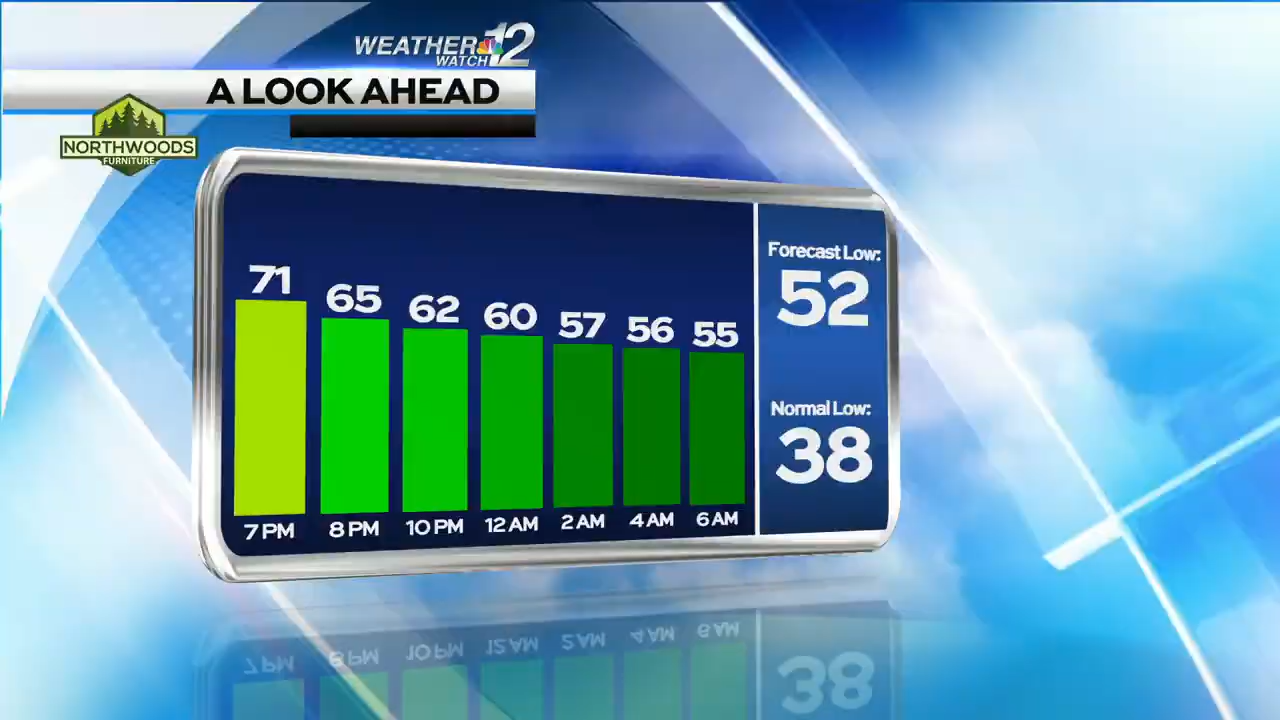 WEATHER 12
WATCH
A LOOK AHEAD
NORTHWOODS
FURNITURE
71 65 62 60 57 56 55
7 PM 8 PM 10 PM 12 AM 2 AM 4 AM 6 AM
Forecast Low:
52
Normal Low:
38